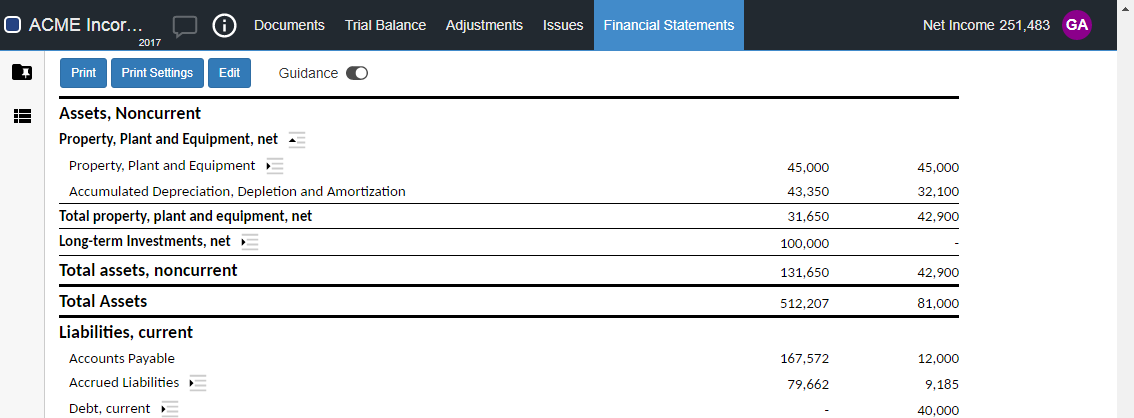 ACME Incor... Documents Trial Balance Adjustments Issues Financial Statements Net Income 251,483 GA
2017
Print Print Settings Edit Guidance
Assets, Noncurrent
Property, Plant and Equipment, net
Property, Plant and Equipment 45,000 45,000
Accumulated Depreciation, Depletion and Amortization 43,350 32,100
Total property, plant and equipment, net 31,650 42,900
Long-term Investments, net 100,000 -
Total assets, noncurrent 131,650 42,900
Total Assets 512,207 81,000
Liabilities, current
Accounts Payable 167,572 12,000
Accrued Liabilities 79,662 9,185
Debt, current - 40,000